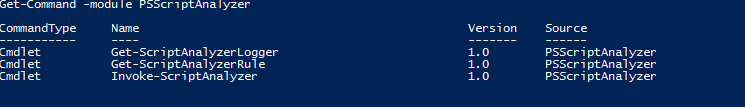 Get-Command -module PSScriptAnalyzer
CommandType Name Version Source
----------- ---- ------- ------
Cmdlet Get-ScriptAnalyzerLogger 1.0 PSScriptAnalyzer
Cmdlet Get-ScriptAnalyzerRule 1.0 PSScriptAnalyzer
Cmdlet Invoke-ScriptAnalyzer 1.0 PSScriptAnalyzer